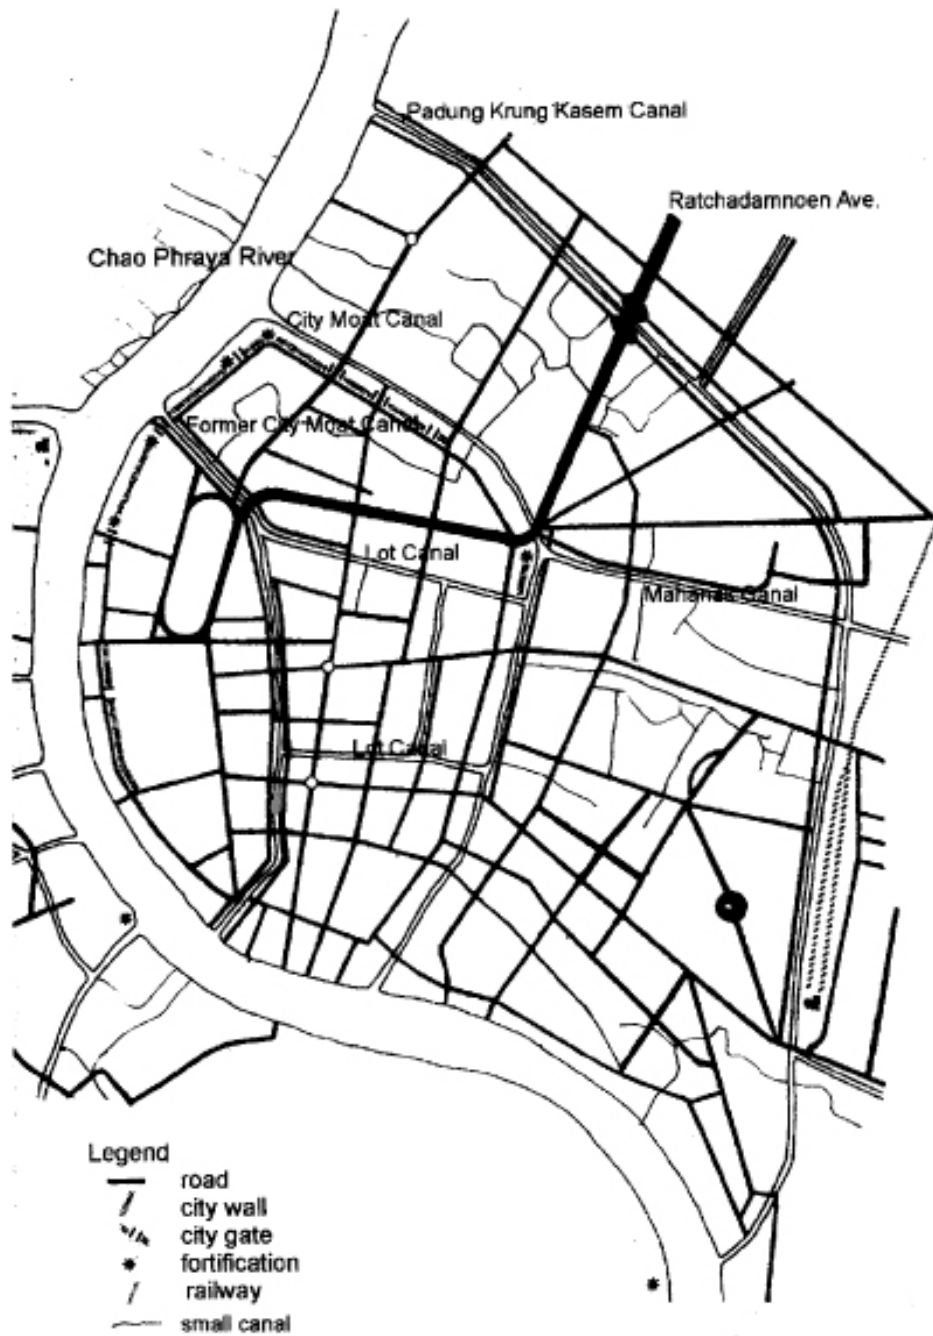 Padung Krung Kasem Canal
Ratchadamnoen Ave.
Chao Phraya River
City Moat Canal
Former City Moat Canal
Lot Canal
Mahanak Canal
Lot Canal
Legend
road
city wall
city gate
fortification
railway
small canal